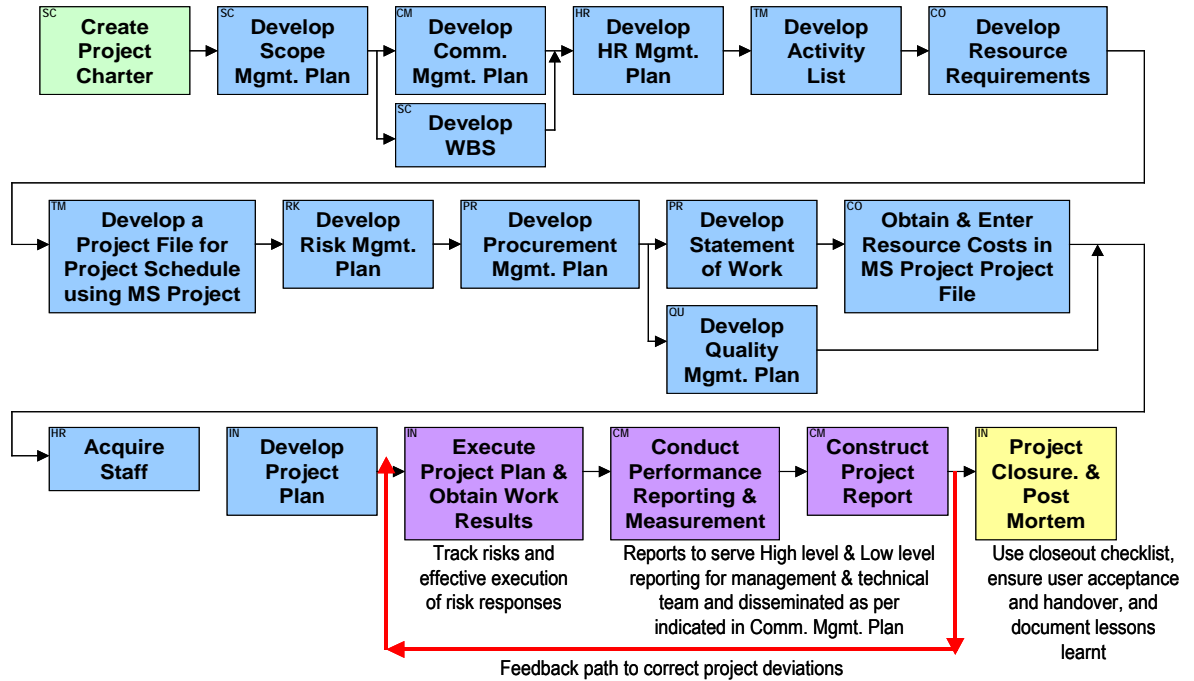 SC
Create
Project
Charter
SC
Develop
Scope
Mgmt. Plan
CM
Develop
Comm.
Mgmt. Plan
HR
Develop
HR Mgmt.
Plan
TM
Develop
Activity
List
CO
Develop
Resource
Requirements
SC
Develop
WBS
TM
Develop a
Project File for
Project Schedule
using MS Project
RK
Develop
Risk Mgmt.
Plan
PR
Develop
Procurement
Mgmt. Plan
PR
Develop
Statement
of Work
CO
Obtain & Enter
Resource Costs in
MS Project Project
File
QU
Develop
Quality
Mgmt. Plan
HR
Acquire
Staff
IN
Develop
Project
Plan
IN
Execute
Project Plan &
Obtain Work
Results
CM
Conduct
Performance
Reporting &
Measurement
CM
Construct
Project
Report
IN
Project
Closure. &
Post
Mortem
Track risks and
effective execution
of risk responses
Reports to serve High level & Low level
reporting for management & technical
team and disseminated as per
indicated in Comm. Mgmt. Plan
Use closeout checklist,
ensure user acceptance
and handover, and
document lessons
learnt
Feedback path to correct project deviations